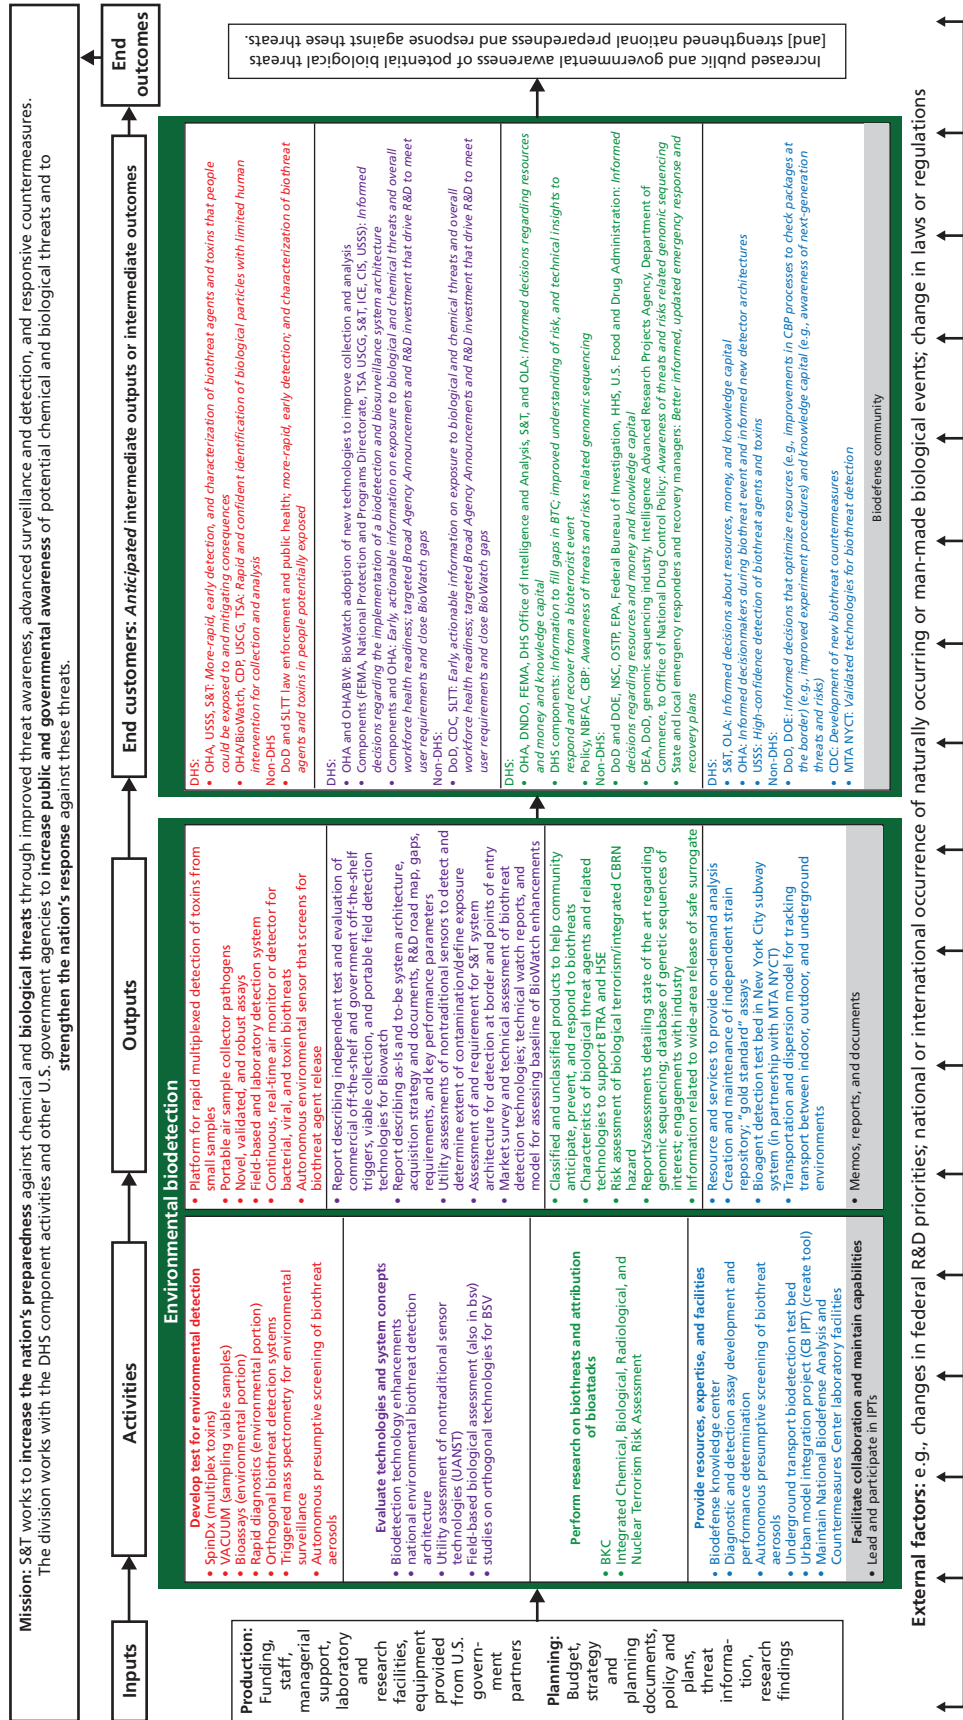 Mission: S&T works to increase the nation's preparedness against chemical and biological threats through improved threat awareness, advanced surveillance and detection, and responsive countermeasures.
The division works with the DHS component activities and other U.S. government agencies to increase public and governmental awareness of potential chemical and biological threats and to
strengthen the nation's response against these threats.
Inputs
Activities
Outputs
End customers: Anticipated intermediate outputs or intermediate outcomes
End
outcomes
Production:
Funding,
staff,
managerial
support,
laboratory
and
research
facilities,
equipment
provided
from U.S.
govern-
ment
partners
Planning:
Budget,
strategy
and
planning
documents,
policy and
plans,
threat
informa-
tion,
research
findings
Environmental biodetection
Develop test for environmental detection
• SpinDx (multiplex toxins)
• VACUUM (sampling viable samples)
• Bioassays (environmental portion)
• Rapid diagnostics (environmental portion)
• Orthogonal biothreat detection systems
• Triggered mass spectrometry for environmental
surveillance
• Autonomous presumptive screening of biothreat
aerosols
Evaluate technologies and system concepts
• Biodetection technology enhancements
• national environmental biothreat detection
architecture
• Utility assessment of nontraditional sensor
technologies (UANST)
• Field-based biological assessment (also in bsv)
• studies on orthogonal technologies for BSV
Perform research on biothreats and attribution
of bioattacks
• BKC
• Integrated Chemical, Biological, Radiological, and
Nuclear Terrorism Risk Assessment
Provide resources, expertise, and facilities
• Biodefense knowledge center
• Diagnostic and detection assay development and
performance determination
• Autonomous presumptive screening of biothreat
aerosols
• Underground transport biodetection test bed
• Urban model integration project (CB IPT) (create tool)
• Maintain National Biodefense Analysis and
Countermeasures Center laboratory facilities
Facilitate collaboration and maintain capabilities
• Lead and participate in IPTs
• Platform for rapid multiplexed detection of toxins from
small samples
• Portable air sample collector pathogens
• Novel, validated, and robust assays
• Field-based and laboratory detection system
• Continuous, real-time air monitor or detector for
bacterial, viral, and toxin biothreats
• Autonomous environmental sensor that screens for
biothreat agent release
• Report describing independent test and evaluation of
commercial off-the-shelf and government off-the-shelf
triggers, viable collection, and portable field detection
technologies for Biowatch
• Report describing as-Is and to-be system architecture,
acquisition strategy and documents, R&D road map, gaps,
requirements, and key performance parameters
• Utility assessments of nontraditional sensors to detect and
determine extent of contamination/define exposure
• Assessment of and requirement for S&T system
architecture for detection at border and points of entry
• Market survey and technical assessment of biothreat
detection technologies; technical watch reports, and
model for assessing baseline of BioWatch enhancements
• Classified and unclassified products to help community
anticipate, prevent, and respond to biothreats
• Characteristics of biological threat agents and related
technologies to support BTRA and HSE
• Risk assessment of biological terrorism/integrated CBRN
hazard
• Reports/assessments detailing state of the art regarding
genomic sequencing; database of genetic sequences of
interest; engagements with industry
• Information related to wide-area release of safe surrogate
• Resources and services to provide on-demand analysis
• Creation and maintenance of independent strain
repository; "gold standard" assays
• Bioagent detection test bed in New York City subway
system (in partnership with MTA NYCT)
• Transportation and dispersion model for tracking
transport between indoor, outdoor, and underground
environments
• Memos, reports, and documents
DHS:
• OHA, USSS, S&T: More-rapid, early detection, and characterization of biothreat agents and toxins that people
could be exposed to and mitigating consequences
• OHA/BioWatch, CDP, USCG, TSA: Rapid and confident identification of biological particles with limited human
intervention for collection and analysis
Non-DHS
• DoD and SLTT law enforcement and public health; more-rapid, early detection; and characterization of biothreat
agents and toxins in people potentially exposed
DHS:
• OHA and OHA/BW: BioWatch adoption of new technologies to improve collection and analysis
• Components (FEMA, National Protection and Programs Directorate, TSA USCG, S&T, ICE, CIS, USSS): Informed
decisions regarding the implementation of a biodetection and biosurveillance system architecture
• Components and OHA: Early, actionable information on exposure to biological and chemical threats and overall
workforce health readiness; targeted Broad Agency Announcements and R&D investment that drive R&D to meet
user requirements and close BioWatch gaps
Non-DHS:
• DoD, CDC, SLTT: Early, actionable information on exposure to biological and chemical threats and overall
workforce health readiness; targeted Broad Agency Announcements and R&D investment that drive R&D to meet
user requirements and close BioWatch gaps
DHS:
• OHA, DNDO, FEMA, DHS Office of Intelligence and Analysis, S&T, and OLA: Informed decisions regarding resources
and money and knowledge capital
• DHS components: Information to fill gaps in BTC; improved understanding of risk, and technical insights to
respond and recover from a bioterrorist event
• Policy, NBFAC, CBP: Awareness of threats and risks related genomic sequencing
Non-DHS:
• DoD and DOE, NSC, OSTP, EPA, Federal Bureau of Investigation, HHS, U.S. Food and Drug Administration: Informed
decisions regarding resources and money and knowledge capital
• DEA, DoD, genomic sequencing industry, Intelligence Advanced Research Projects Agency, Department of
Commerce, to Office of National Drug Control Policy: Awareness of threats and risks related genomic sequencing
• State and local emergency responders and recovery managers: Better informed, updated emergency response and
recovery plans
DHS:
• S&T, OLA: Informed decisions about resources, money, and knowledge capital
• OHA: Informed decisionmakers during biothreat event and informed new detector architectures
• USSS: High-confidence detection of biothreat agents and toxins
Non-DHS:
• DoD, DOE: Informed decisions that optimize resources (e.g., improvements in CBP processes to check packages at
the border) (e.g., improved experiment procedures) and knowledge capital (e.g., awareness of next-generation
threats and risks)
• CDC: Development of new biothreat countermeasures
• MTA NYCT: Validated technologies for biothreat detection
Biodefense community
Increased public and governmental awareness of potential biological threats
[and] strengthened national preparedness and response against these threats.
External factors: e.g., changes in federal R&D priorities; national or international occurrence of naturally occurring or man-made biological events; change in laws or regulations